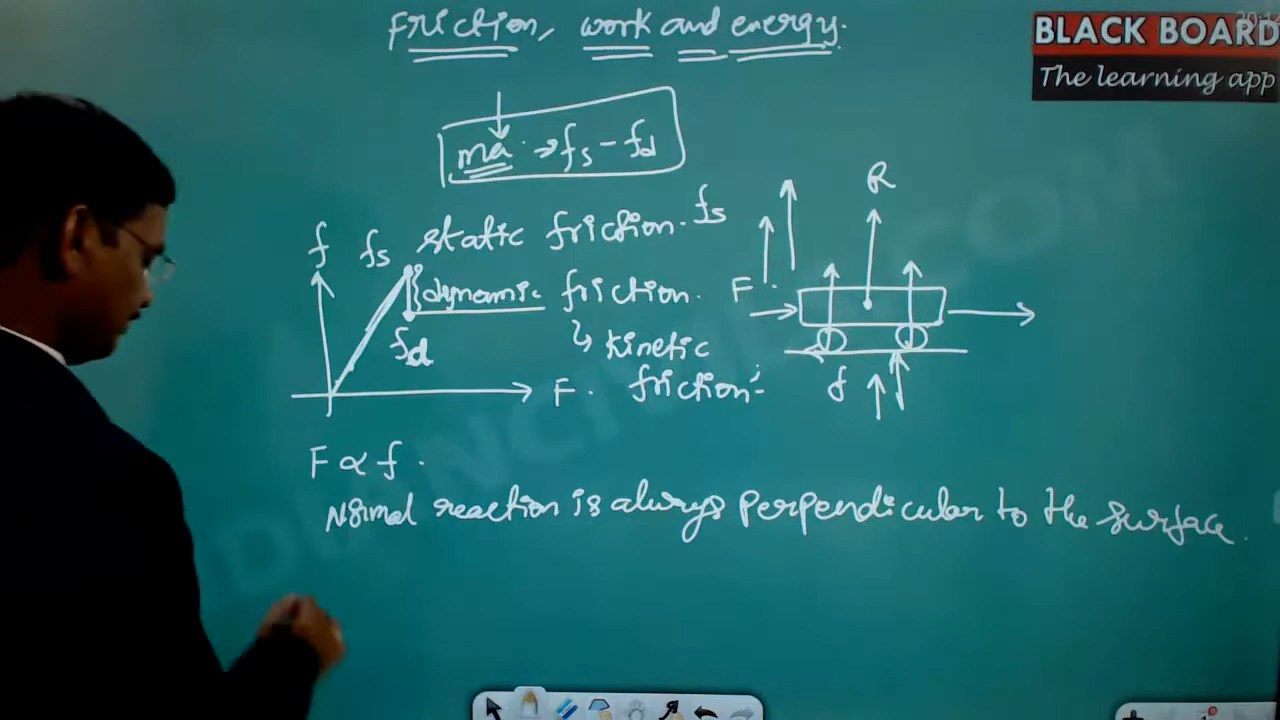 Friction, work and energy.
BLACK BOARD
The learning app
ma → fs - fd
R
f fs static friction. fs
dynamic friction. F
fd
↳ kinetic
F. friction:- f
F ∝ f.
Normal reaction is always perpendicular to the surface.